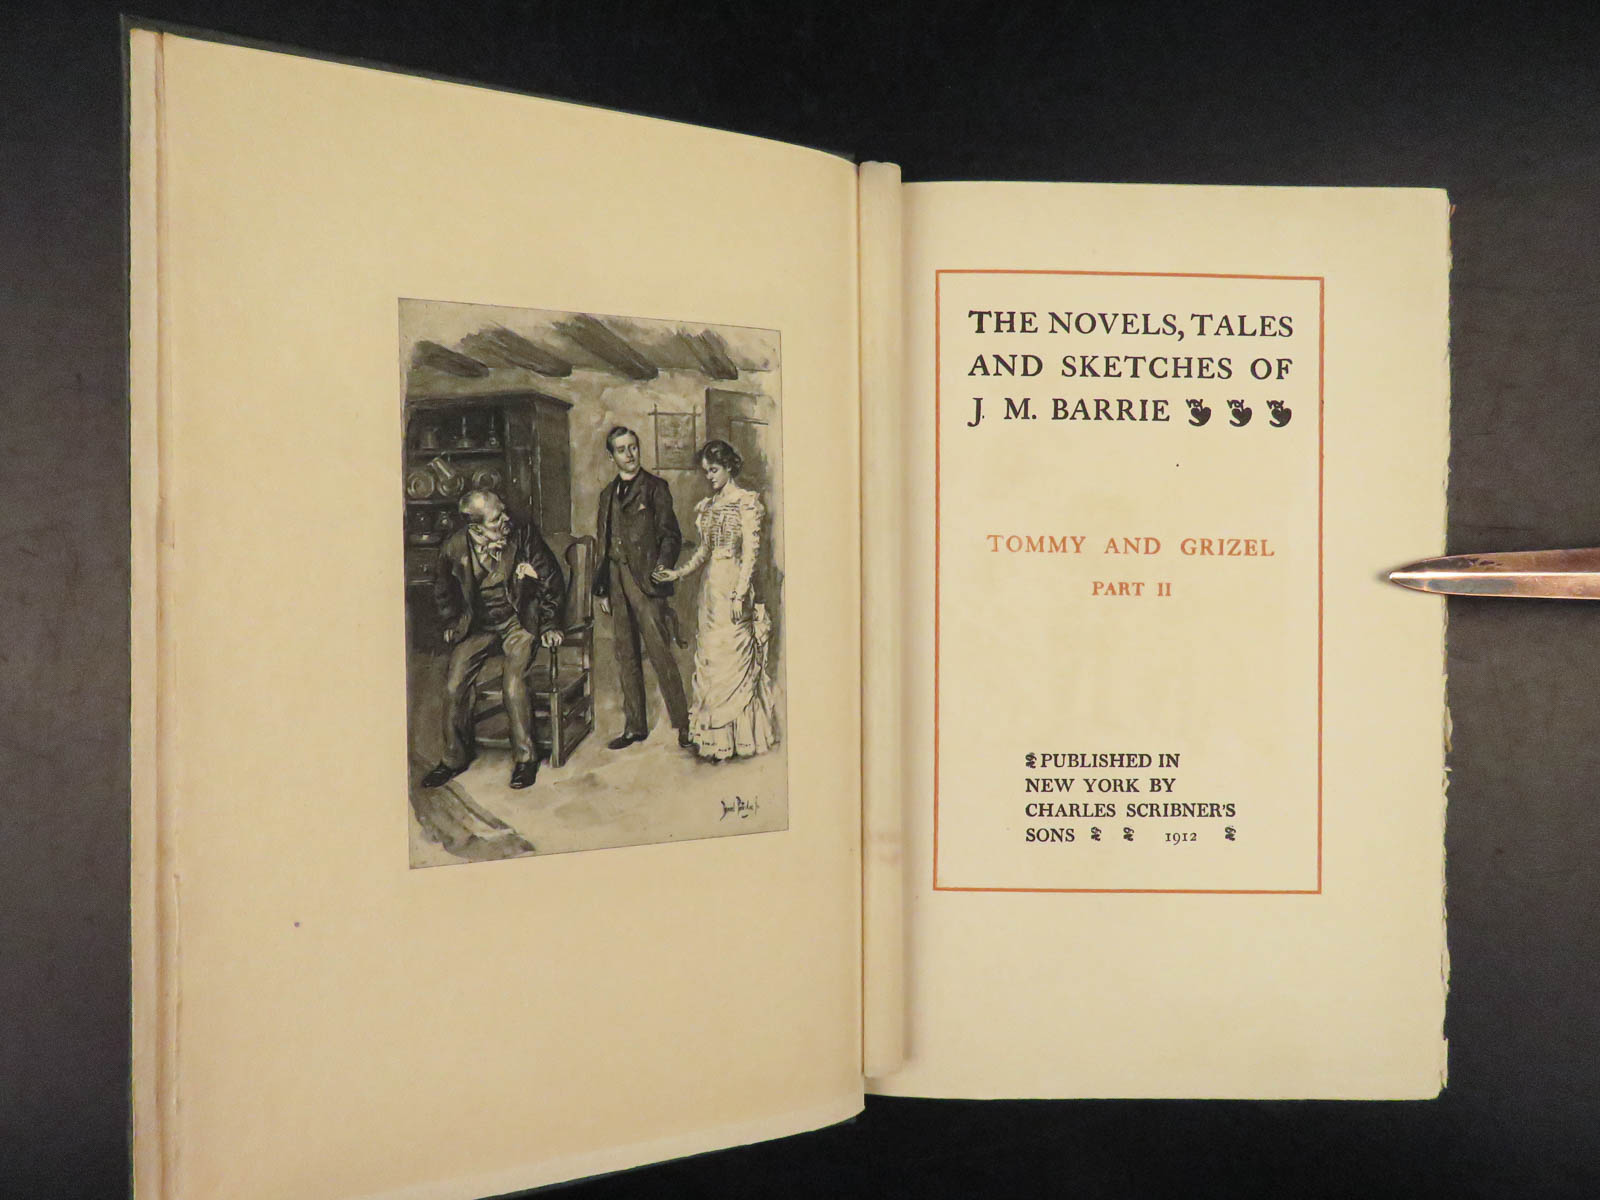 THE NOVELS, TALES
AND SKETCHES OF
J. M. BARRIE
TOMMY AND GRIZEL
PART II
PUBLISHED IN
NEW YORK BY
CHARLES SCRIBNER'S
SONS 1912